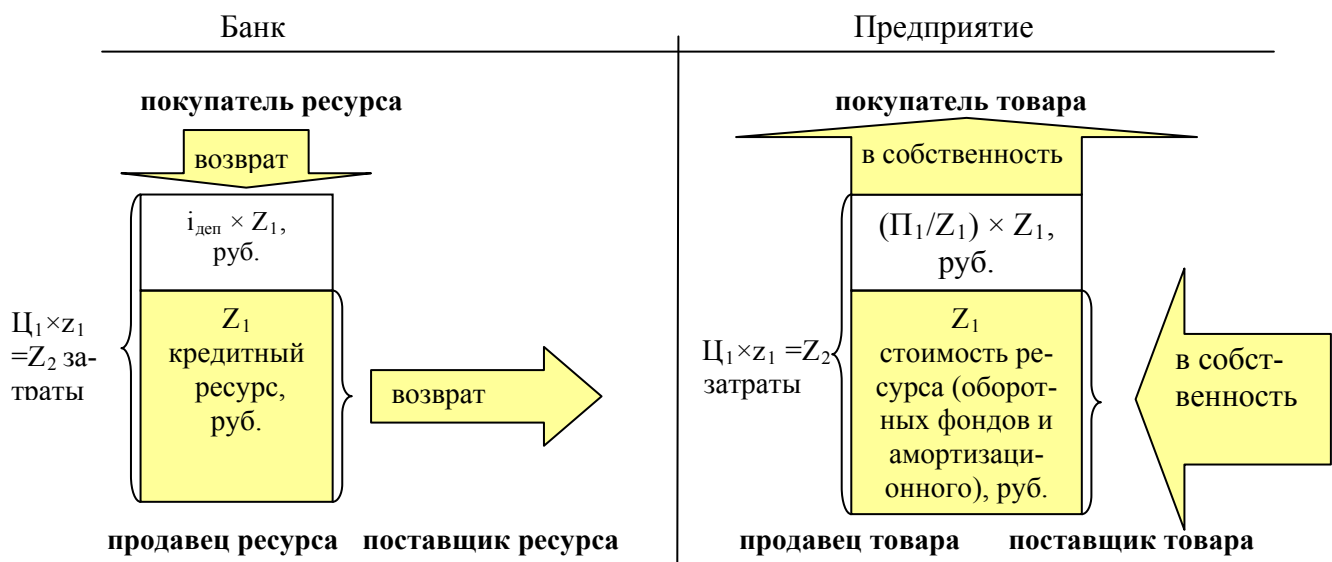 Банк
Предприятие
покупатель ресурса
покупатель товара
возврат
в собственность
i деп × Z1,
руб.
(П1/Z1) × Z1,
руб.
Ц1×z1
=Z2 за-
траты
Z1
кредитный
ресурс,
руб.
возврат
Ц1×z1 =Z2
затраты
Z1
стоимость ре-
сурса (оборот-
ных фондов и
амортизаци-
онного), руб.
в собст-
венность
продавец ресурса
поставщик ресурса
продавец товара
поставщик товара